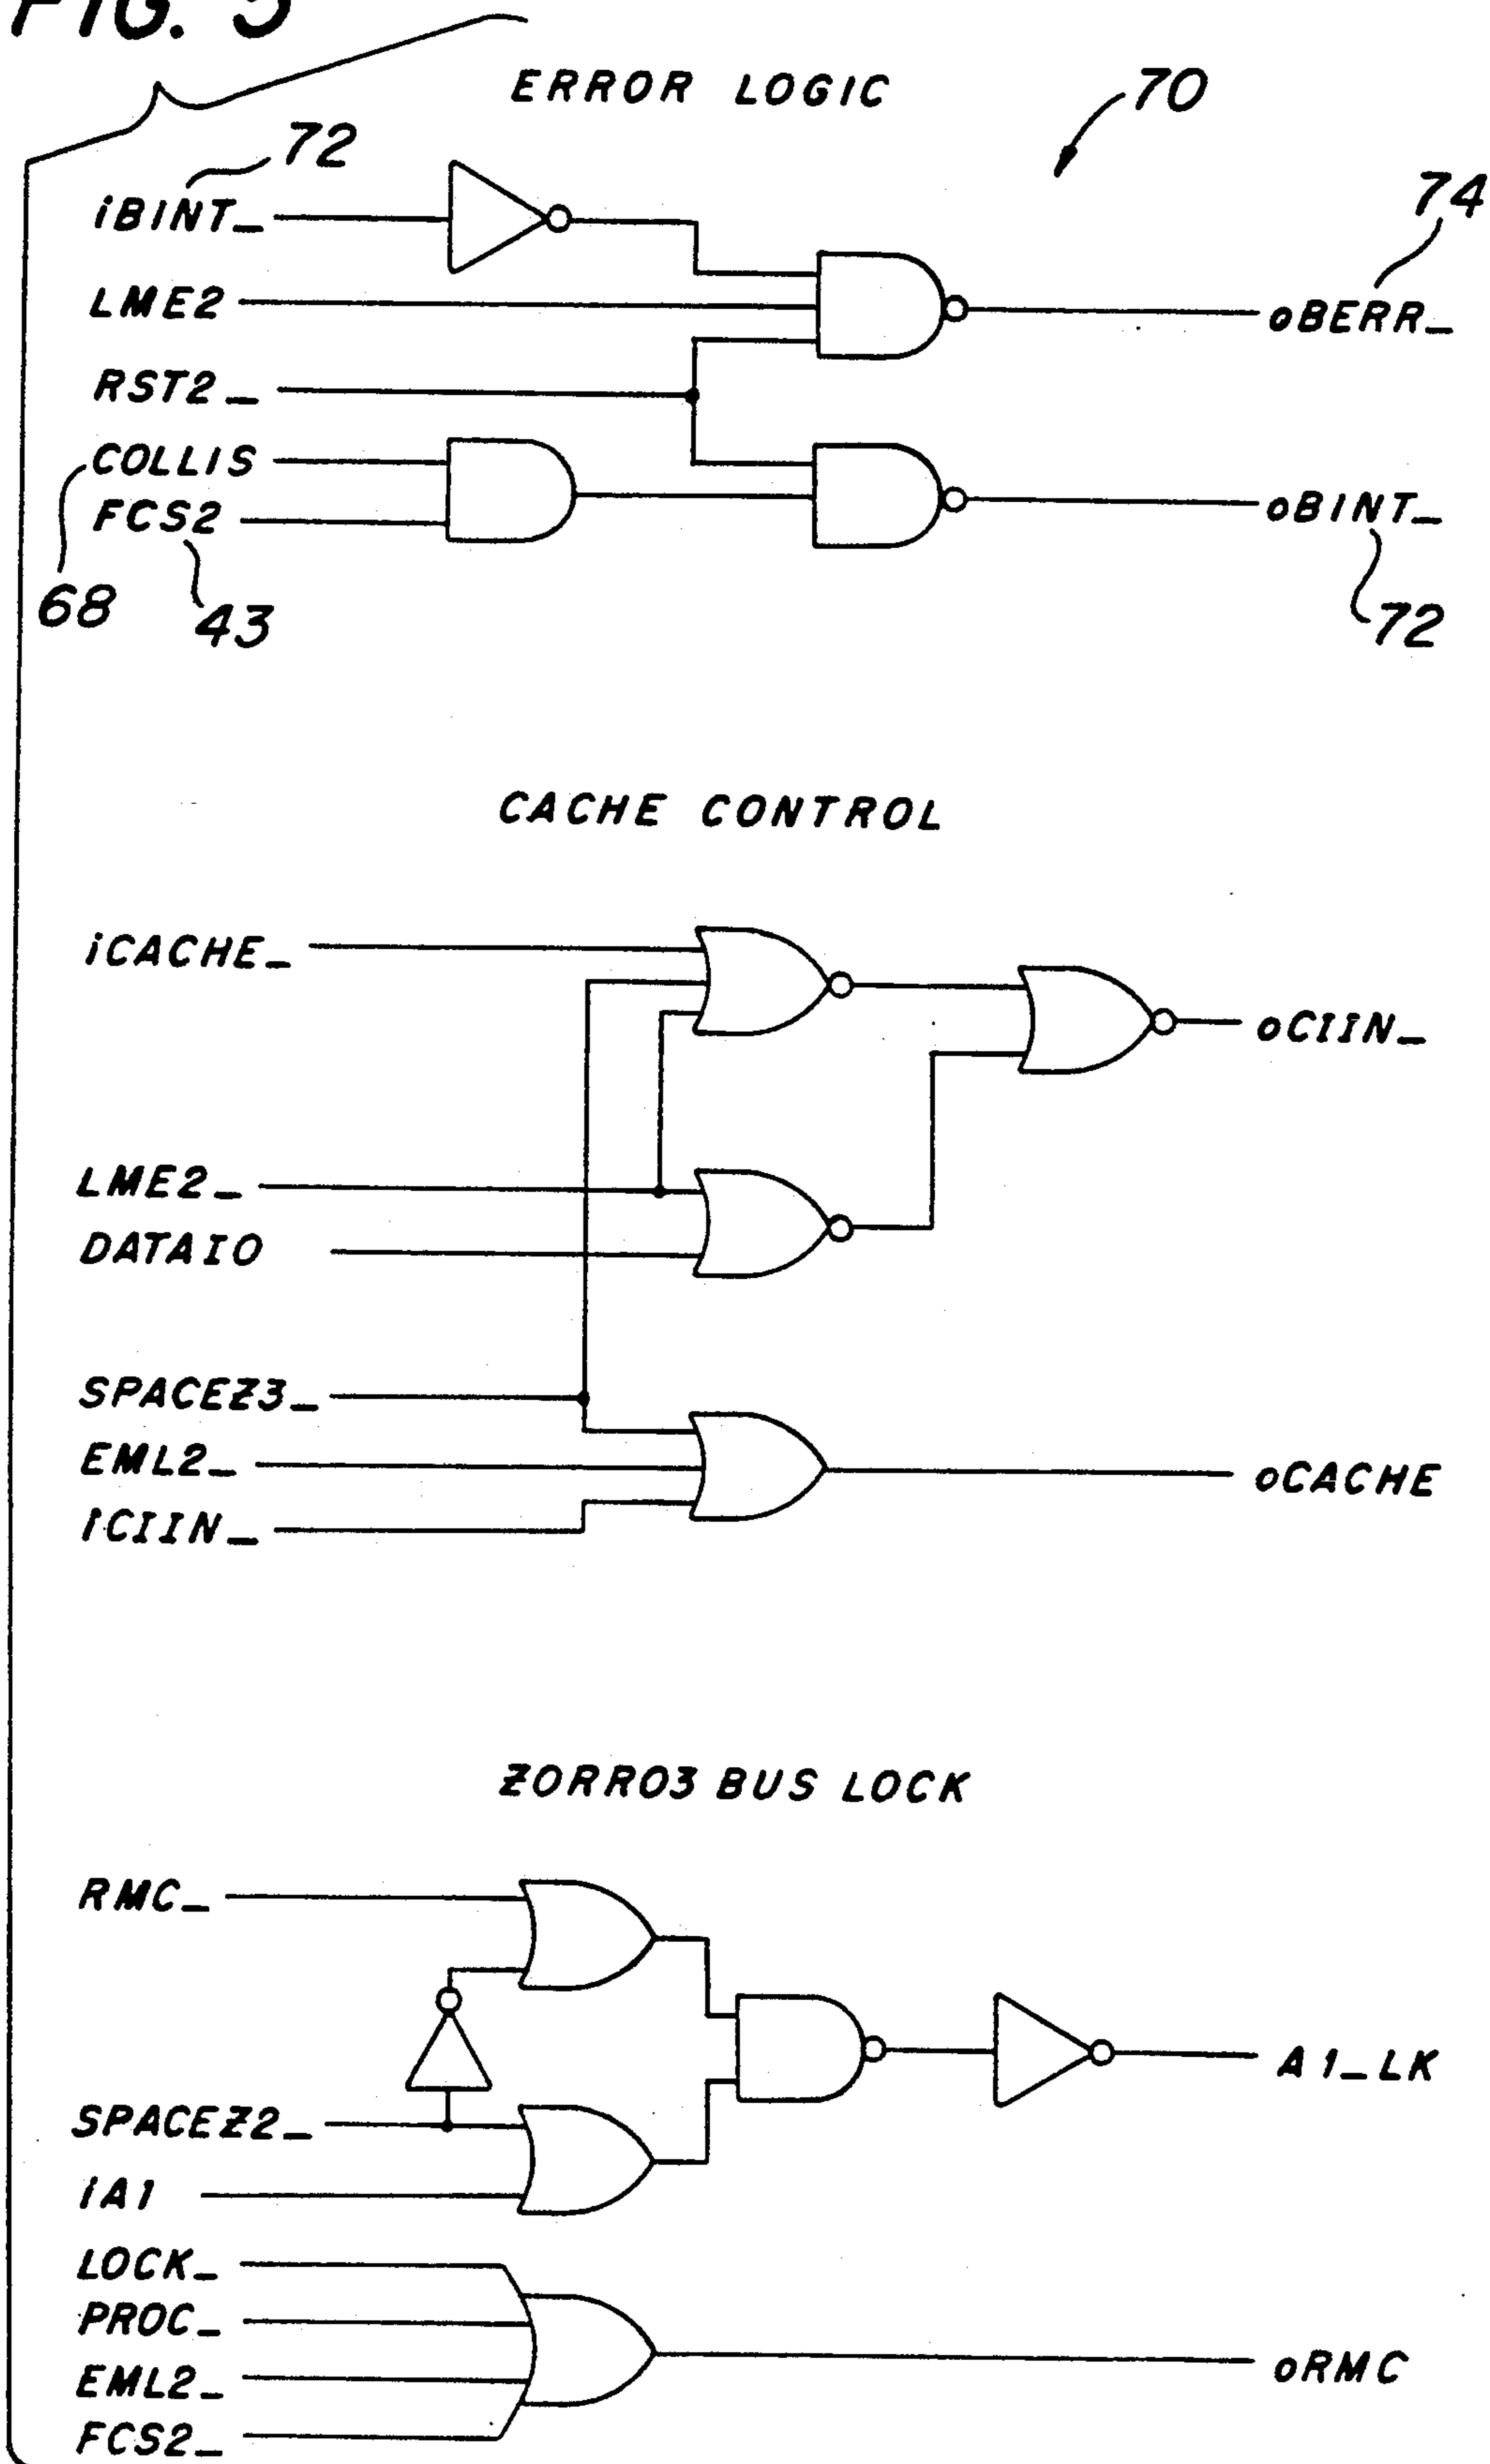 FIG. 5
ERROR LOGIC
70
72
74
iBINT_
LME2
oBERR_
RST2_
COLLIS
FCS2
oBINT_
68
43
72
CACHE CONTROL
iCACHE_
oCIIN_
LME2_
DATAIO
SPACEZ3_
EML2_
oCACHE
iCIIN_
ZORRO3 BUS LOCK
RMC_
A1_LK
SPACEZ2_
iA1
LOCK_
PROC_
oRMC
EML2_
FCS2_